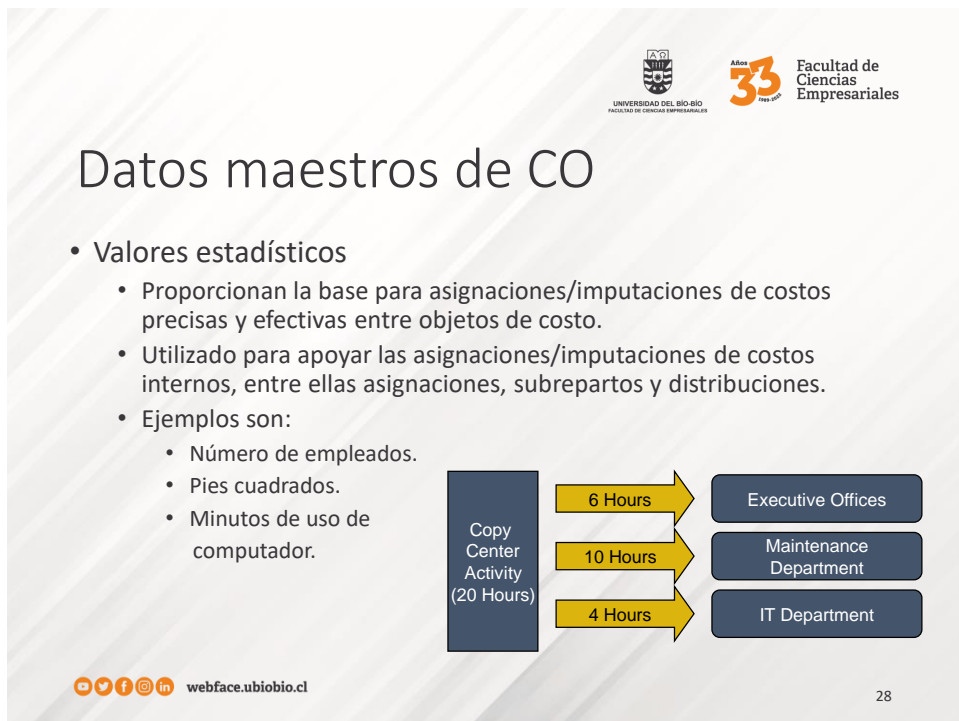 ΑΩ
UNIVERSIDAD DEL BÍO-BÍO
FACULTAD DE CIENCIAS EMPRESARIALES
Años
33
1989-2022
Facultad de
Ciencias
Empresariales
Datos maestros de CO
• Valores estadísticos
• Proporcionan la base para asignaciones/imputaciones de costos
precisas y efectivas entre objetos de costo.
• Utilizado para apoyar las asignaciones/imputaciones de costos
internos, entre ellas asignaciones, subrepartos y distribuciones.
• Ejemplos son:
• Número de empleados.
• Pies cuadrados.
• Minutos de uso de
computador.
Copy
Center
Activity
(20 Hours)
6 Hours
Executive Offices
10 Hours
Maintenance
Department
4 Hours
IT Department
webface.ubiobio.cl
28